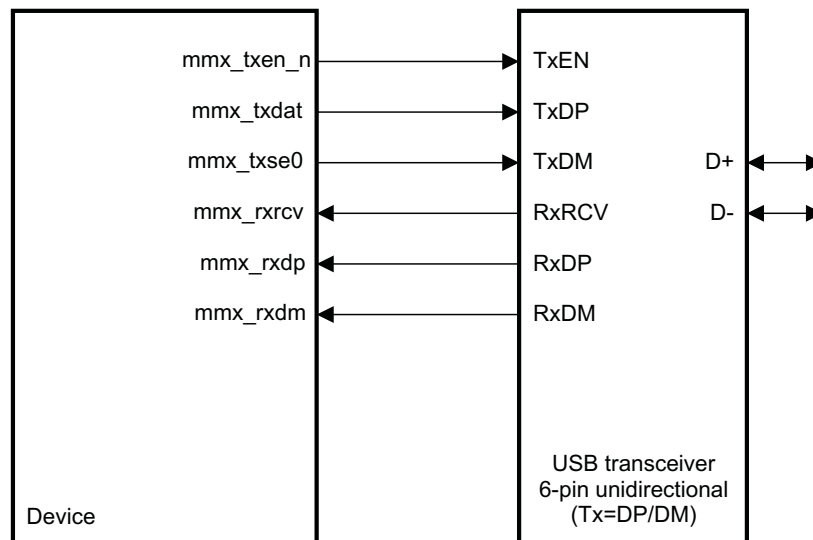 mmx_txen_n TxEN
mmx_txdat TxDP
mmx_txse0 TxDM D+
mmx_rxrcv RxRCV D-
mmx_rxdp RxDP
mmx_rxdm RxDM
USB transceiver
6-pin unidirectional
(Tx=DP/DM)
Device